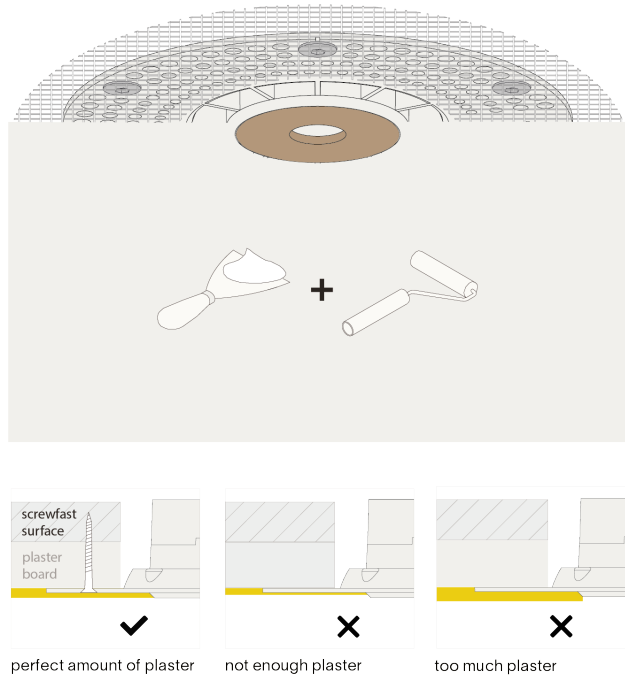 screwfast
surface
plaster
board
perfect amount of plaster
not enough plaster
too much plaster